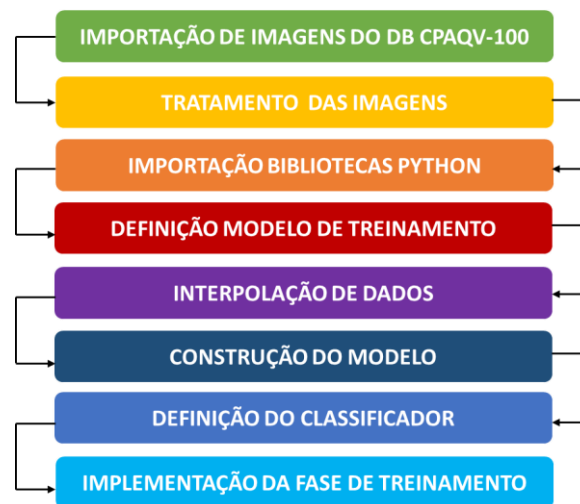 IMPORTAÇÃO DE IMAGENS DO DB CPAQV-100
TRATAMENTO DAS IMAGENS
IMPORTAÇÃO BIBLIOTECAS PYTHON
DEFINIÇÃO MODELO DE TREINAMENTO
INTERPOLAÇÃO DE DADOS
CONSTRUÇÃO DO MODELO
DEFINIÇÃO DO CLASSIFICADOR
IMPLEMENTAÇÃO DA FASE DE TREINAMENTO